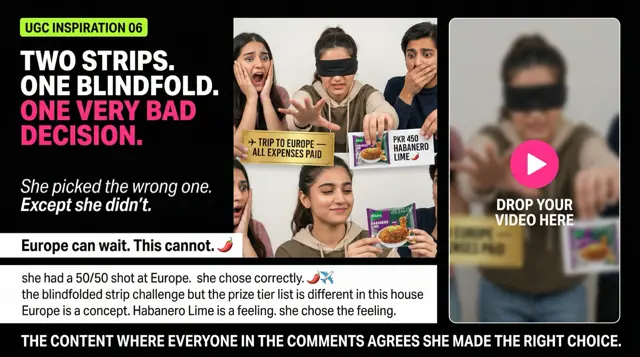 UGC INSPIRATION 06
TWO STRIPS.
ONE BLINDFOLD.
ONE VERY BAD
DECISION.
She picked the wrong one.
Except she didn't.
Europe can wait. This cannot. 🌶️
✈ TRIP TO EUROPE —
ALL EXPENSES PAID
PKR 450
HABANERO
LIME 🌶️
DROP YOUR
VIDEO HERE
she had a 50/50 shot at Europe. she chose correctly. 🌶️✈️
the blindfolded strip challenge but the prize tier list is different in this house
Europe is a concept. Habanero Lime is a feeling. she chose the feeling.
THE CONTENT WHERE EVERYONE IN THE COMMENTS AGREES SHE MADE THE RIGHT CHOICE.